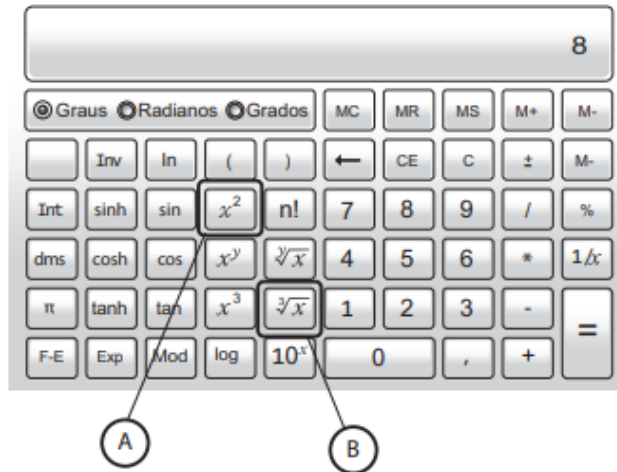 8
Graus Radianos Grados MC MR MS M+ M-
Inv ln ( ) ← CE C ± M-
Int sinh sin x² n! 7 8 9 / %
dms cosh cos xʸ ʸ√x 4 5 6 * 1/x
π tanh tan x³ ³√x 1 2 3 - =
F-E Exp Mod log 10ˣ 0 , +
A B